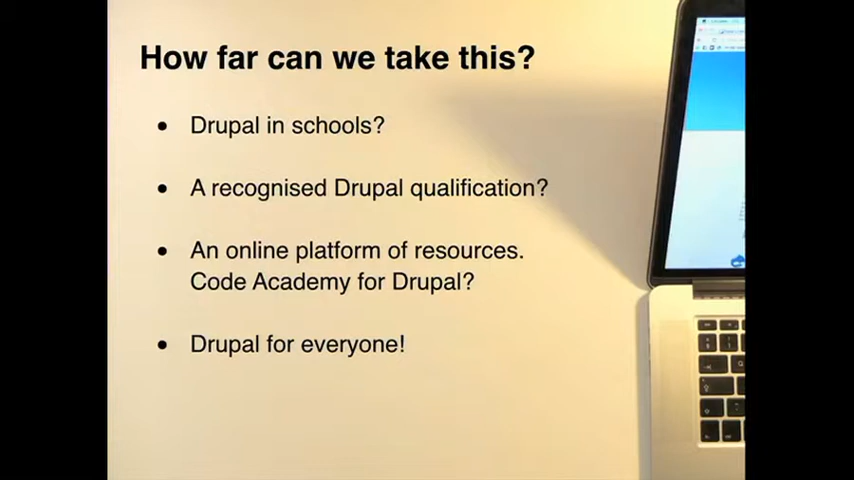 How far can we take this?
• Drupal in schools?
• A recognised Drupal qualification?
• An online platform of resources.
Code Academy for Drupal?
• Drupal for everyone!